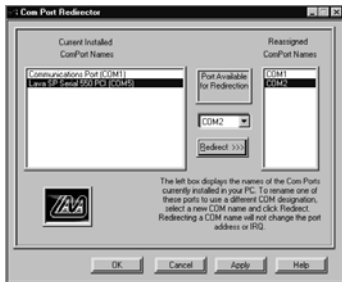 Com Port Redirector
Current Installed
ComPort Names
Reassigned
ComPort Names
Communications Port (COM1)
Lava SP Serial 550 PCI (COM5)
Port Available
for Redirection
COM1
COM2
COM2
Redirect >>>
The left box displays the names of the Com Ports
currently installed in your PC. To rename one of
these ports to use a different COM designation,
select a new COM name and click Redirect.
Redirecting a COM name will not change the port
address or IRQ.
LAVA
OK
Cancel
Apply
Help